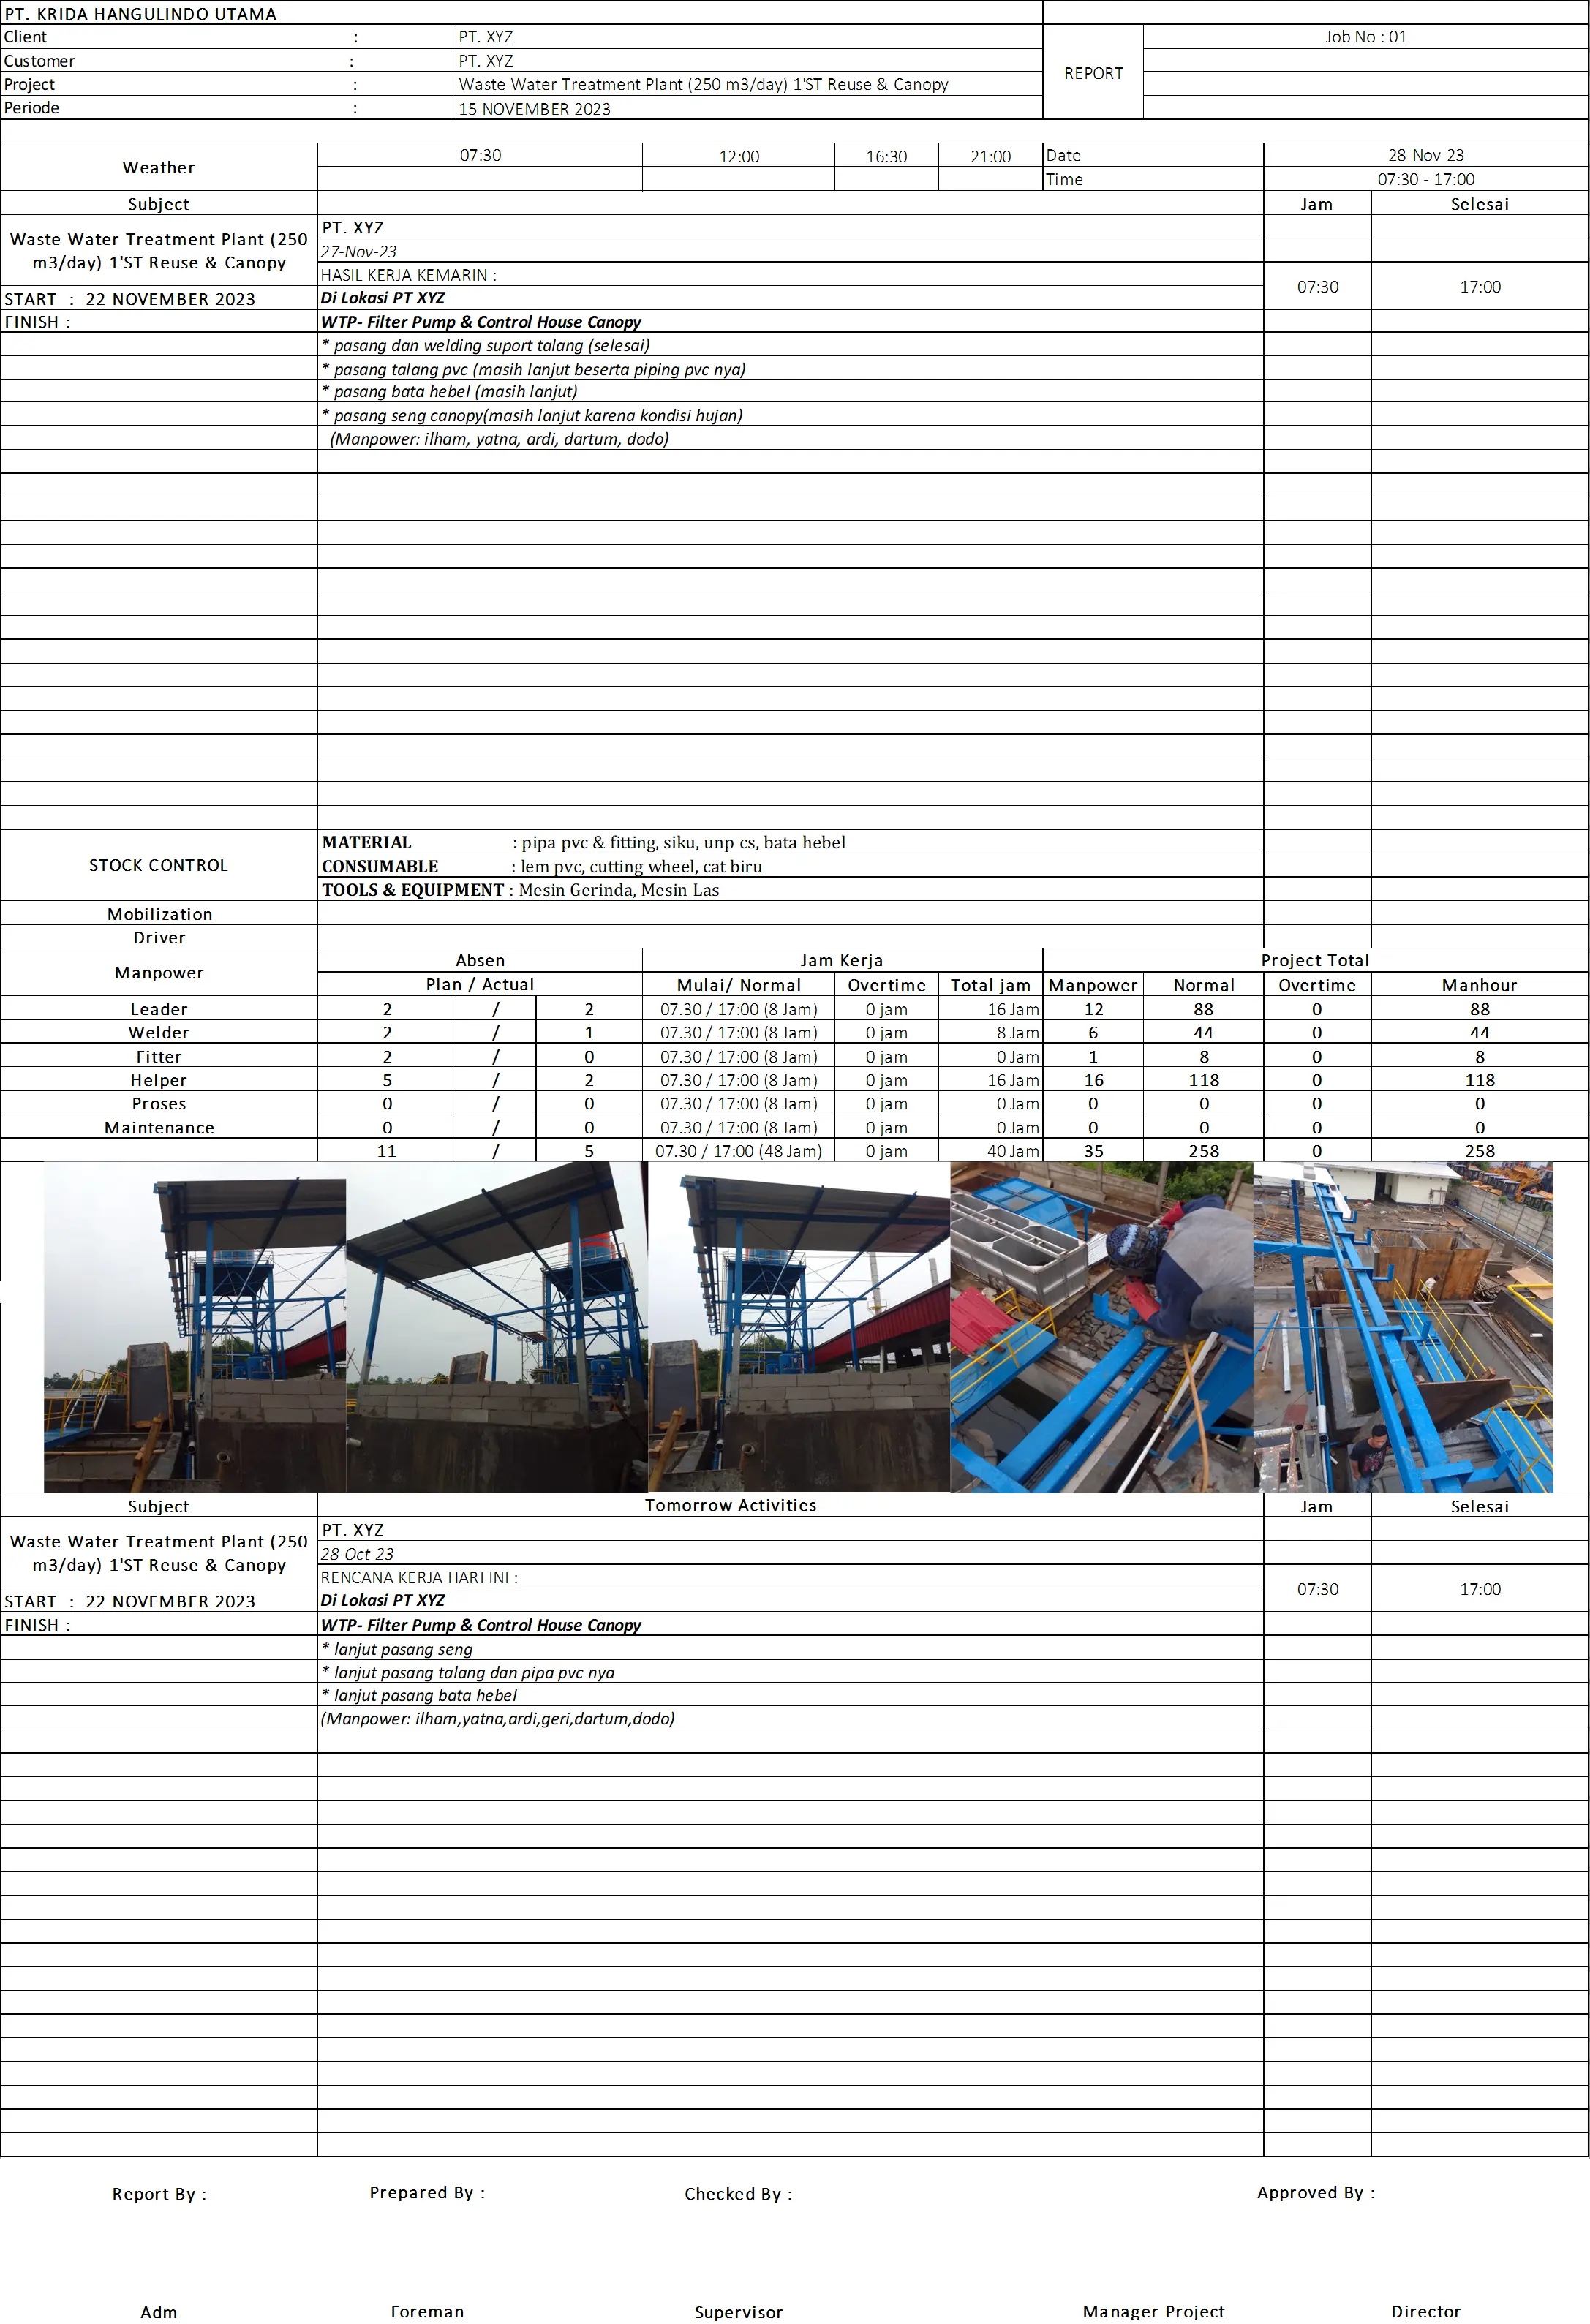 PT. KRIDA HANGULINDO UTAMA
Client : PT. XYZ
REPORT
Job No : 01
Customer : PT. XYZ
Project : Waste Water Treatment Plant (250 m3/day) 1'ST Reuse & Canopy
Periode : 15 NOVEMBER 2023
Weather 07:30 12:00 16:30 21:00 Date 28-Nov-23
Time 07:30 - 17:00
Subject Jam Selesai
Waste Water Treatment Plant (250
m3/day) 1'ST Reuse & Canopy
PT. XYZ
27-Nov-23
HASIL KERJA KEMARIN :
07:30 17:00
START : 22 NOVEMBER 2023 Di Lokasi PT XYZ
FINISH : WTP- Filter Pump & Control House Canopy
* pasang dan welding suport talang (selesai)
* pasang talang pvc (masih lanjut beserta piping pvc nya)
* pasang bata hebel (masih lanjut)
* pasang seng canopy(masih lanjut karena kondisi hujan)
(Manpower: ilham, yatna, ardi, dartum, dodo)
STOCK CONTROL
MATERIAL : pipa pvc & fitting, siku, unp cs, bata hebel
CONSUMABLE : lem pvc, cutting wheel, cat biru
TOOLS & EQUIPMENT : Mesin Gerinda, Mesin Las
Mobilization
Driver
Manpower Absen Jam Kerja Project Total
Plan / Actual Mulai/ Normal Overtime Total jam Manpower Normal Overtime Manhour
Leader 2 / 2 07.30 / 17:00 (8 Jam) 0 jam 16 Jam 12 88 0 88
Welder 2 / 1 07.30 / 17:00 (8 Jam) 0 jam 8 Jam 6 44 0 44
Fitter 2 / 0 07.30 / 17:00 (8 Jam) 0 jam 0 Jam 1 8 0 8
Helper 5 / 2 07.30 / 17:00 (8 Jam) 0 jam 16 Jam 16 118 0 118
Proses 0 / 0 07.30 / 17:00 (8 Jam) 0 jam 0 Jam 0 0 0 0
Maintenance 0 / 0 07.30 / 17:00 (8 Jam) 0 jam 0 Jam 0 0 0 0
11 / 5 07.30 / 17:00 (48 Jam) 0 jam 40 Jam 35 258 0 258
Subject Tomorrow Activities Jam Selesai
Waste Water Treatment Plant (250
m3/day) 1'ST Reuse & Canopy
PT. XYZ
28-Oct-23
RENCANA KERJA HARI INI :
07:30 17:00
START : 22 NOVEMBER 2023 Di Lokasi PT XYZ
FINISH : WTP- Filter Pump & Control House Canopy
* lanjut pasang seng
* lanjut pasang talang dan pipa pvc nya
* lanjut pasang bata hebel
(Manpower: ilham,yatna,ardi,geri,dartum,dodo)
Report By : Prepared By : Checked By : Approved By :
Adm Foreman Supervisor Manager Project Director